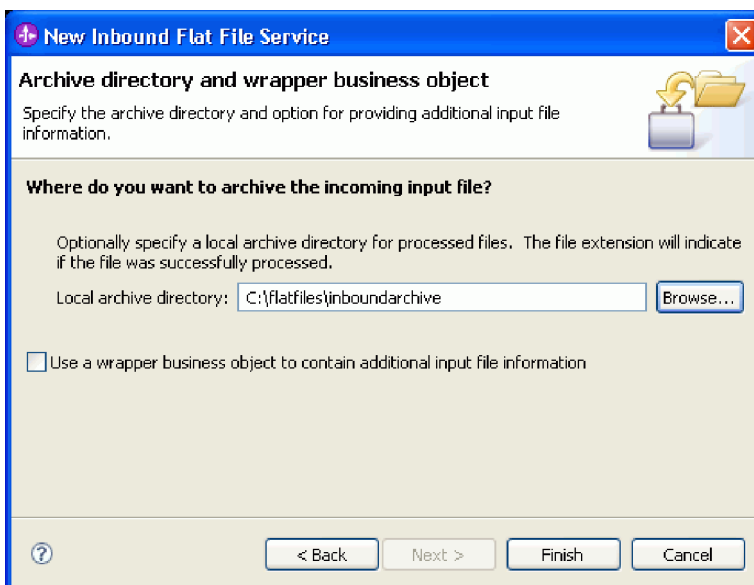 New Inbound Flat File Service
Archive directory and wrapper business object
Specify the archive directory and option for providing additional input file
information.
Where do you want to archive the incoming input file?
Optionally specify a local archive directory for processed files. The file extension will indicate
if the file was successfully processed.
Local archive directory: C:\flatfiles\inboundarchive Browse...
Use a wrapper business object to contain additional input file information
? < Back Next > Finish Cancel